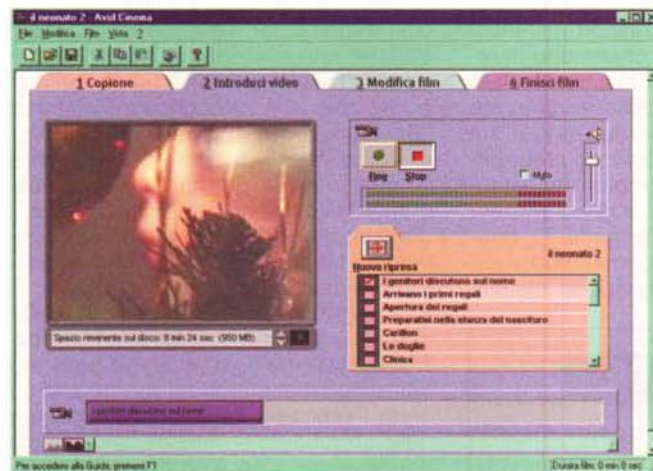 il neonato 2 - Avid Cinema
File Modifica Film Vista ?
1 Copione
2 Introduci video
3 Modifica film
4 Finisci film
Reg Stop
Muto
Nuova ripresa
il neonato 2
I genitori discutono sul nome
Arrivano i primi regali
Apertura dei regali
Preparativi nella stanza del nascituro
Carillon
Le doglie
Clinica
Spazio rimanente sul disco: 8 min 24 sec (950 MB)
I genitori discutono sul nome
Per accedere alla Guida, premere F1
Durata film: 0 min 0 sec